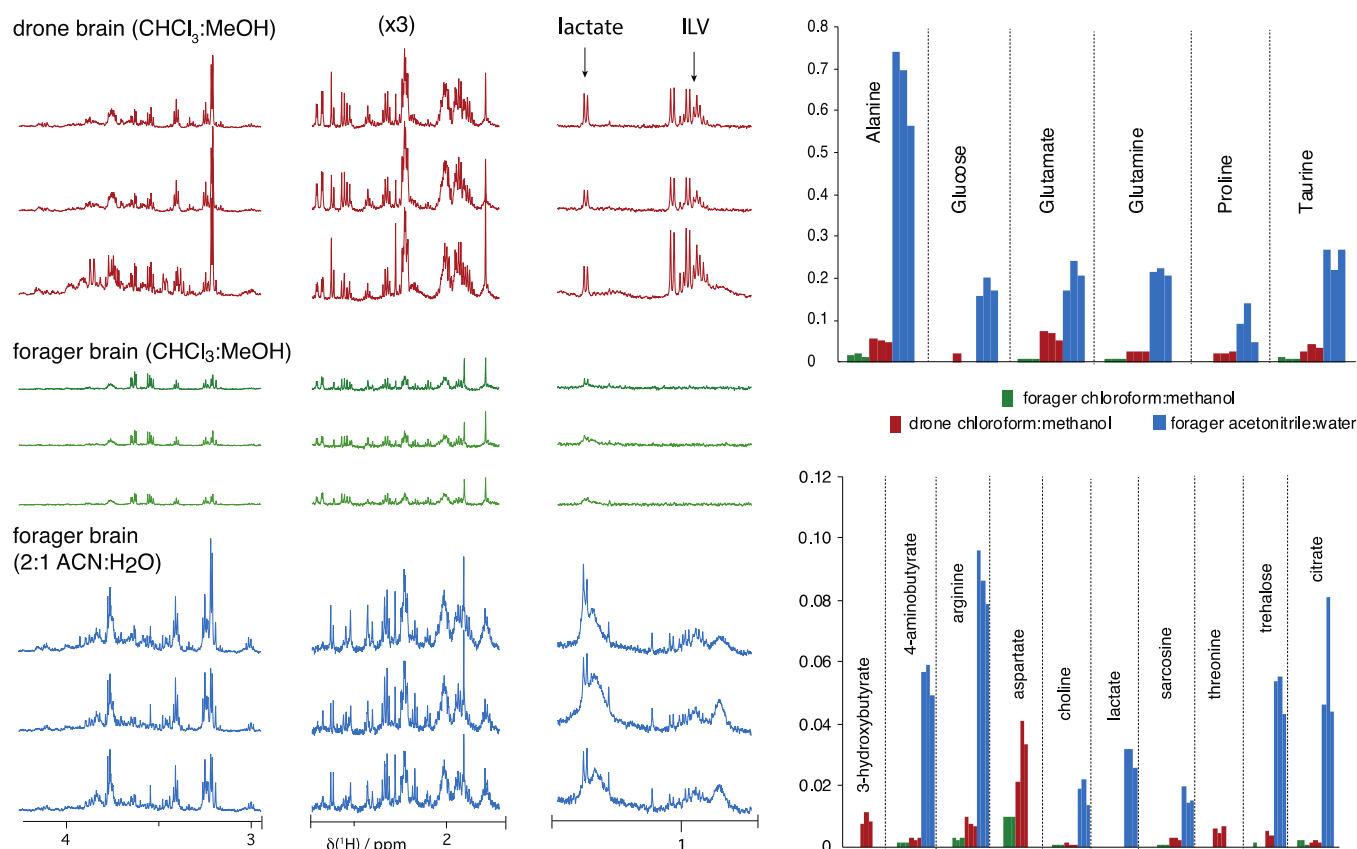 drone brain (CHCl3:MeOH)
(x3)
lactate
ILV
forager brain (CHCl3:MeOH)
forager brain
(2:1 ACN:H2O)
4
3
2
1
δ(¹H) / ppm
0.8
0.7
0.6
0.5
0.4
0.3
0.2
0.1
0
Alanine
Glucose
Glutamate
Glutamine
Proline
Taurine
forager chloroform:methanol
drone chloroform:methanol
forager acetonitrile:water
0.12
0.10
0.08
0.06
0.04
0.02
0
3-hydroxybutyrate
4-aminobutyrate
arginine
aspartate
choline
lactate
sarcosine
threonine
trehalose
citrate